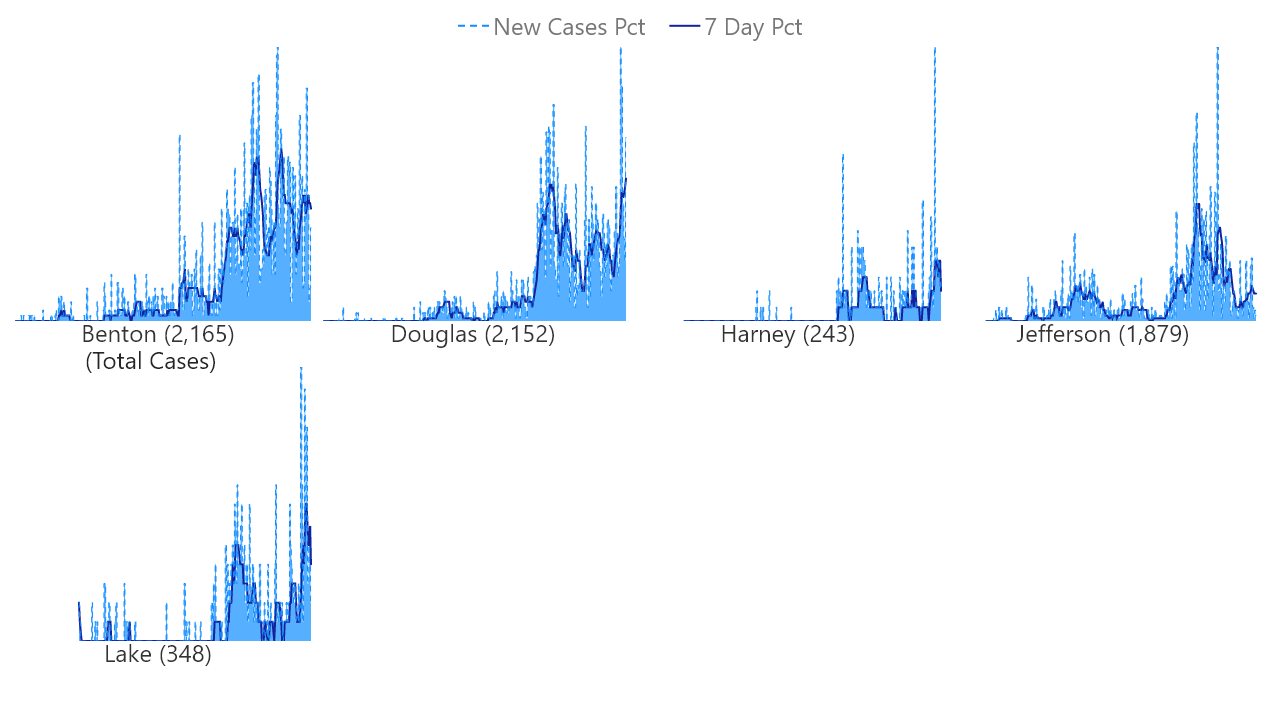 New Cases Pct 7 Day Pct
Benton (2,165)
(Total Cases)
Douglas (2,152)
Harney (243)
Jefferson (1,879)
Lake (348)